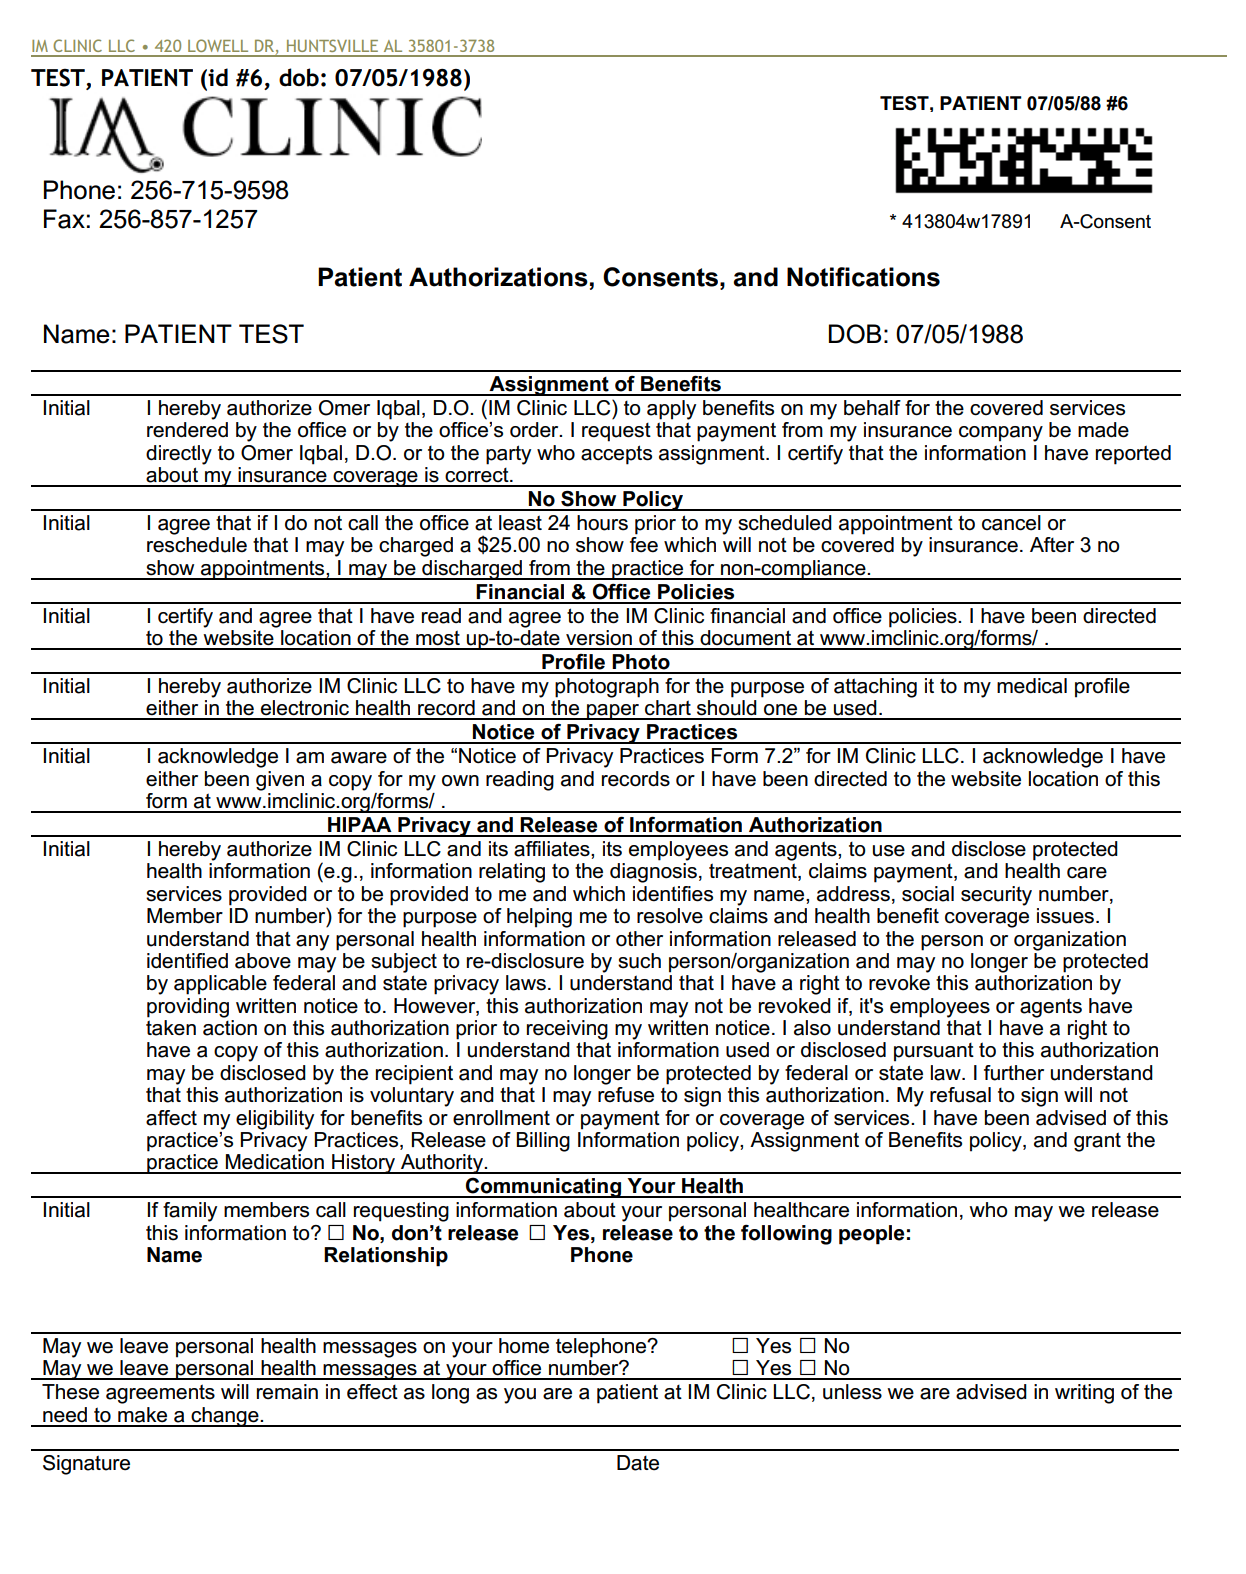 IM CLINIC LLC • 420 LOWELL DR, HUNTSVILLE AL 35801-3738
TEST, PATIENT (id #6, dob: 07/05/1988)
IM CLINIC
TEST, PATIENT 07/05/88 #6
Phone: 256-715-9598
Fax: 256-857-1257
* 413804w17891 A-Consent
Patient Authorizations, Consents, and Notifications
Name: PATIENT TEST DOB: 07/05/1988
Assignment of Benefits
Initial I hereby authorize Omer Iqbal, D.O. (IM Clinic LLC) to apply benefits on my behalf for the covered services
rendered by the office or by the office’s order. I request that payment from my insurance company be made
directly to Omer Iqbal, D.O. or to the party who accepts assignment. I certify that the information I have reported
about my insurance coverage is correct.
No Show Policy
Initial I agree that if I do not call the office at least 24 hours prior to my scheduled appointment to cancel or
reschedule that I may be charged a $25.00 no show fee which will not be covered by insurance. After 3 no
show appointments, I may be discharged from the practice for non-compliance.
Financial & Office Policies
Initial I certify and agree that I have read and agree to the IM Clinic financial and office policies. I have been directed
to the website location of the most up-to-date version of this document at www.imclinic.org/forms/ .
Profile Photo
Initial I hereby authorize IM Clinic LLC to have my photograph for the purpose of attaching it to my medical profile
either in the electronic health record and on the paper chart should one be used.
Notice of Privacy Practices
Initial I acknowledge I am aware of the “Notice of Privacy Practices Form 7.2” for IM Clinic LLC. I acknowledge I have
either been given a copy for my own reading and records or I have been directed to the website location of this
form at www.imclinic.org/forms/ .
HIPAA Privacy and Release of Information Authorization
Initial I hereby authorize IM Clinic LLC and its affiliates, its employees and agents, to use and disclose protected
health information (e.g., information relating to the diagnosis, treatment, claims payment, and health care
services provided or to be provided to me and which identifies my name, address, social security number,
Member ID number) for the purpose of helping me to resolve claims and health benefit coverage issues. I
understand that any personal health information or other information released to the person or organization
identified above may be subject to re-disclosure by such person/organization and may no longer be protected
by applicable federal and state privacy laws. I understand that I have a right to revoke this authorization by
providing written notice to. However, this authorization may not be revoked if, it's employees or agents have
taken action on this authorization prior to receiving my written notice. I also understand that I have a right to
have a copy of this authorization. I understand that information used or disclosed pursuant to this authorization
may be disclosed by the recipient and may no longer be protected by federal or state law. I further understand
that this authorization is voluntary and that I may refuse to sign this authorization. My refusal to sign will not
affect my eligibility for benefits or enrollment or payment for or coverage of services. I have been advised of this
practice’s Privacy Practices, Release of Billing Information policy, Assignment of Benefits policy, and grant the
practice Medication History Authority.
Communicating Your Health
Initial If family members call requesting information about your personal healthcare information, who may we release
this information to? ☐ No, don’t release ☐ Yes, release to the following people:
Name Relationship Phone
May we leave personal health messages on your home telephone? ☐ Yes ☐ No
May we leave personal health messages at your office number? ☐ Yes ☐ No
These agreements will remain in effect as long as you are a patient at IM Clinic LLC, unless we are advised in writing of the
need to make a change.
Signature Date